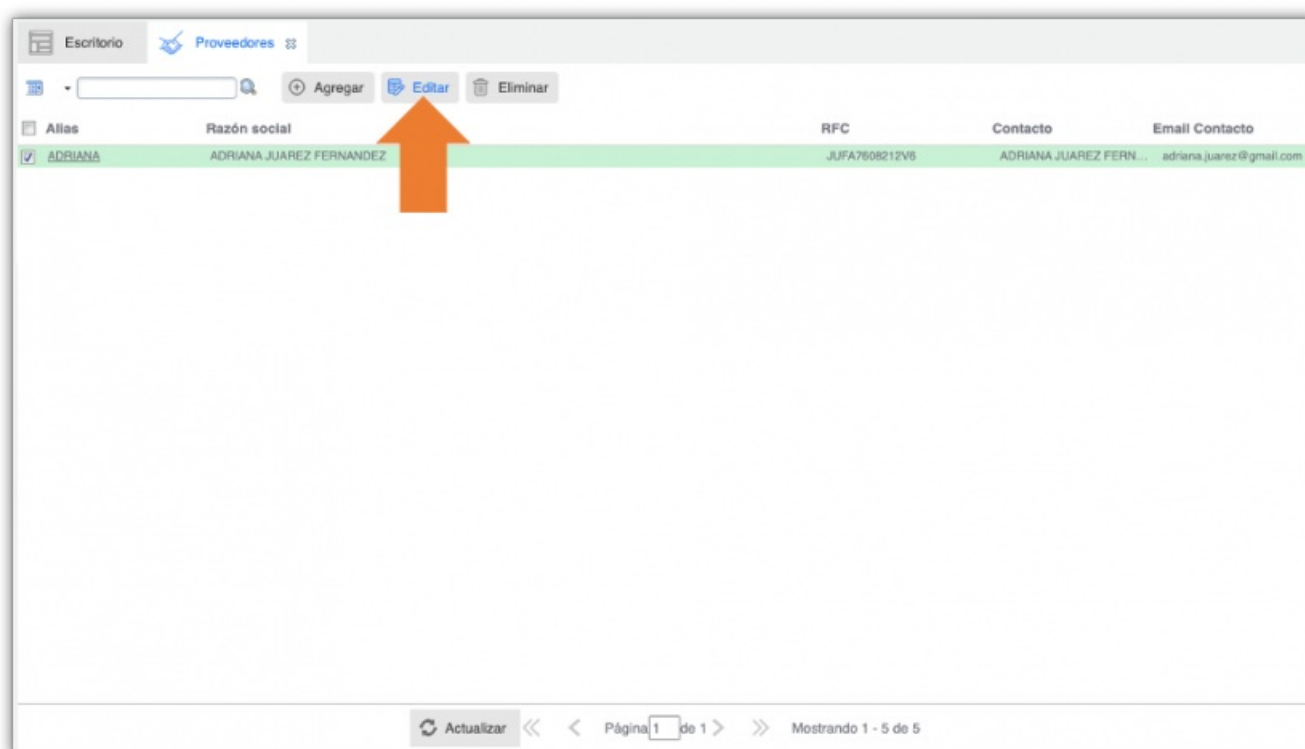 Escritorio Proveedores
Agregar Editar Eliminar
Alias Razón social RFC Contacto Email Contacto
ADRIANA ADRIANA JUAREZ FERNANDEZ JUFA7608212V6 ADRIANA JUAREZ FERN... adriana.juarez@gmail.com
Actualizar Página 1 de 1 Mostrando 1 - 5 de 5